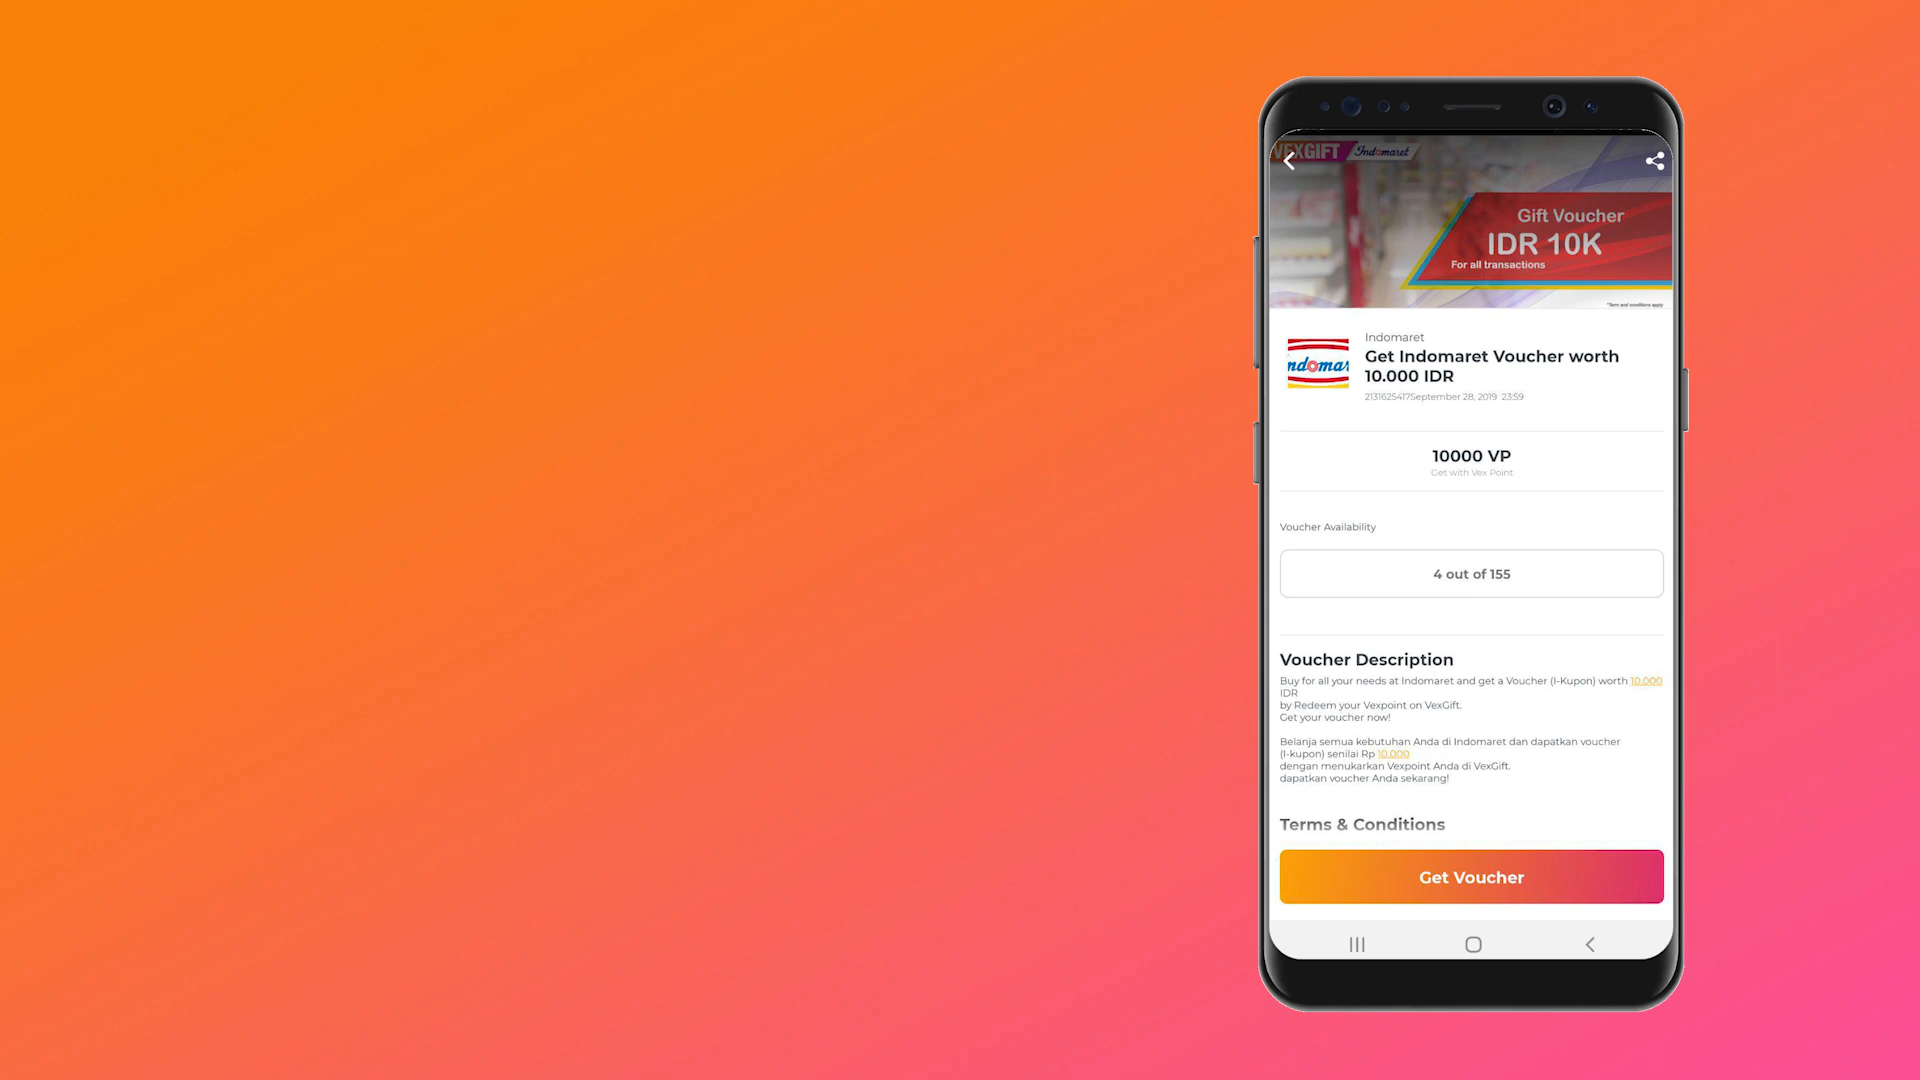 VEXGIFT Indomaret
Gift Voucher
IDR 10K
For all transactions
*Term and conditions apply
Indomaret
Get Indomaret Voucher worth
10.000 IDR
2131625417September 28, 2019 23:59
ndomar
10000 VP
Get with Vex Point
Voucher Availability
4 out of 155
Voucher Description
Buy for all your needs at Indomaret and get a Voucher (I-Kupon) worth 10.000
IDR
by Redeem your Vexpoint on VexGift.
Get your voucher now!
Belanja semua kebutuhan Anda di Indomaret dan dapatkan voucher
(I-kupon) senilai Rp 10.000
dengan menukarkan Vexpoint Anda di VexGift.
dapatkan voucher Anda sekarang!
Terms & Conditions
Get Voucher